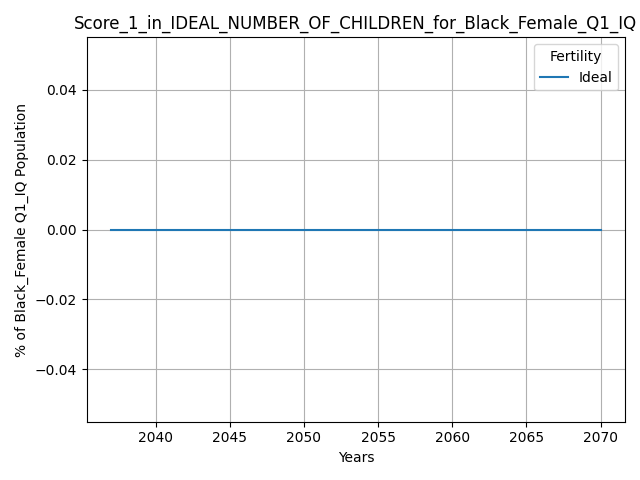 Score_1_in_IDEAL_NUMBER_OF_CHILDREN_for_Black_Female_Q1_IQ
Fertility
Ideal
0.04
0.02
0.00
−0.02
−0.04
% of Black_Female Q1_IQ Population
2040 2045 2050 2055 2060 2065 2070
Years